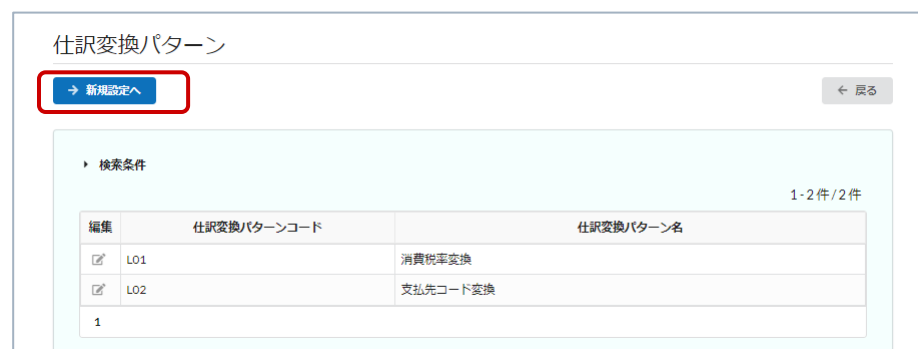 仕訳変換パターン
→ 新規設定へ
← 戻る
検索条件
1-2件/2件
編集 仕訳変換パターンコード 仕訳変換パターン名
L01 消費税率変換
L02 支払先コード変換
1